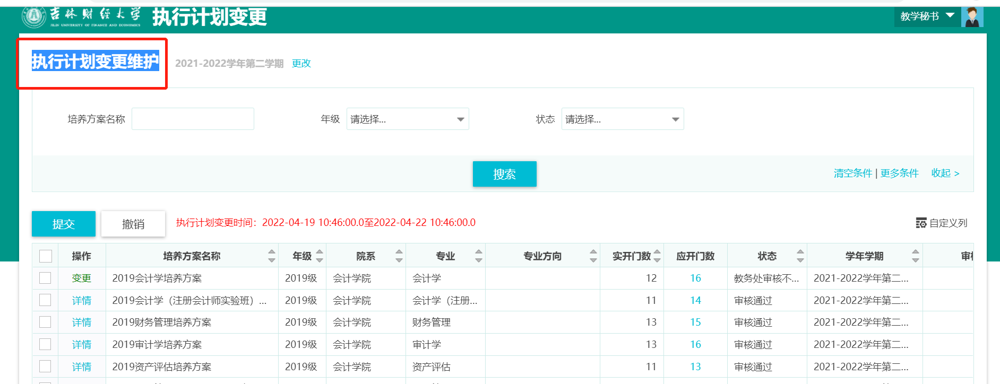 吉林财经大学 执行计划变更 教学秘书
JILIN UNIVERSITY OF FINANCE AND ECONOMICS
执行计划变更维护 2021-2022学年第二学期 更改
培养方案名称 年级 请选择... 状态 请选择...
搜索 清空条件 | 更多条件 收起 >
提交 撤销 执行计划变更时间：2022-04-19 10:46:00.0至2022-04-22 10:46:00.0 自定义列
操作 培养方案名称 年级 院系 专业 专业方向 实开门数 应开门数 状态 学年学期 审
变更 2019会计学培养方案 2019级 会计学院 会计学 12 16 教务处审核不... 2021-2022学年第二...
详情 2019会计学（注册会计师实验班）... 2019级 会计学院 会计学（注册... 11 14 审核通过 2021-2022学年第二...
详情 2019财务管理培养方案 2019级 会计学院 财务管理 13 15 审核通过 2021-2022学年第二...
详情 2019审计学培养方案 2019级 会计学院 审计学 13 16 审核通过 2021-2022学年第二...
详情 2019资产评估培养方案 2019级 会计学院 资产评估 11 13 审核通过 2021-2022学年第二...